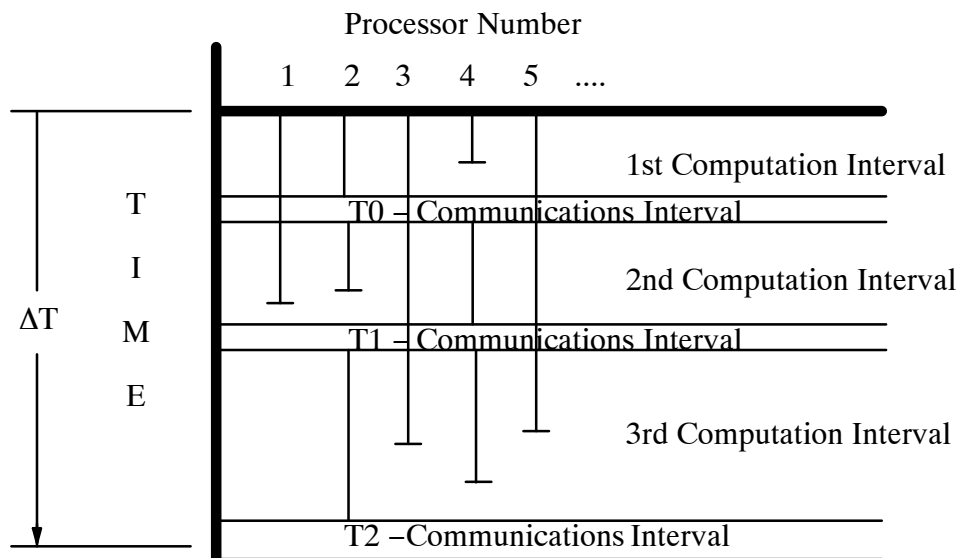 Processor Number
1 2 3 4 5 ....
1st Computation Interval
T
T0 – Communications Interval
I
2nd Computation Interval
ΔT
M
T1 – Communications Interval
E
3rd Computation Interval
T2 –Communications Interval